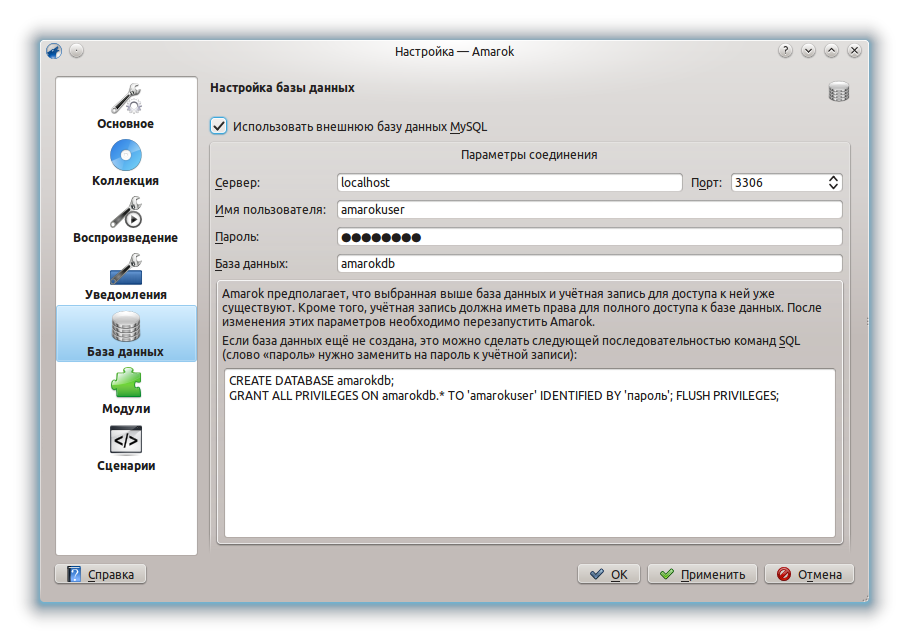 Настройка — Amarok
Основное
Коллекция
Воспроизведение
Уведомления
База данных
Модули
Сценарии
Настройка базы данных
Использовать внешнюю базу данных MySQL
Параметры соединения
Сервер: localhost Порт: 3306
Имя пользователя: amarokuser
Пароль: ●●●●●●●●
База данных: amarokdb
Amarok предполагает, что выбранная выше база данных и учётная запись для доступа к ней уже
существуют. Кроме того, учётная запись должна иметь права для полного доступа к базе данных. После
изменения этих параметров необходимо перезапустить Amarok.
Если база данных ещё не создана, это можно сделать следующей последовательностью команд SQL
(слово «пароль» нужно заменить на пароль к учётной записи):
CREATE DATABASE amarokdb;
GRANT ALL PRIVILEGES ON amarokdb.* TO 'amarokuser' IDENTIFIED BY 'пароль'; FLUSH PRIVILEGES;
Справка
OK
Применить
Отмена